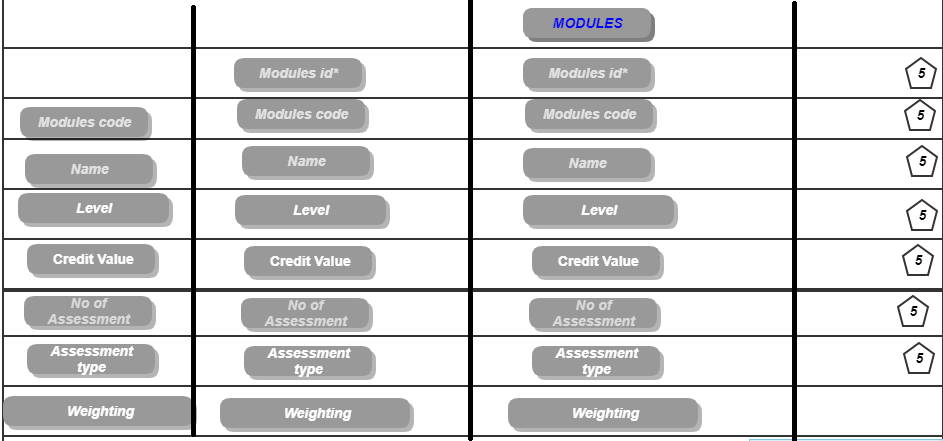 MODULES
Modules id*
Modules id*
5
Modules code
Modules code
Modules code
5
Name
Name
Name
5
Level
Level
Level
5
Credit Value
Credit Value
Credit Value
5
No of
Assessment
No of
Assessment
No of
Assessment
5
Assessment
type
Assessment
type
Assessment
type
5
Weighting
Weighting
Weighting